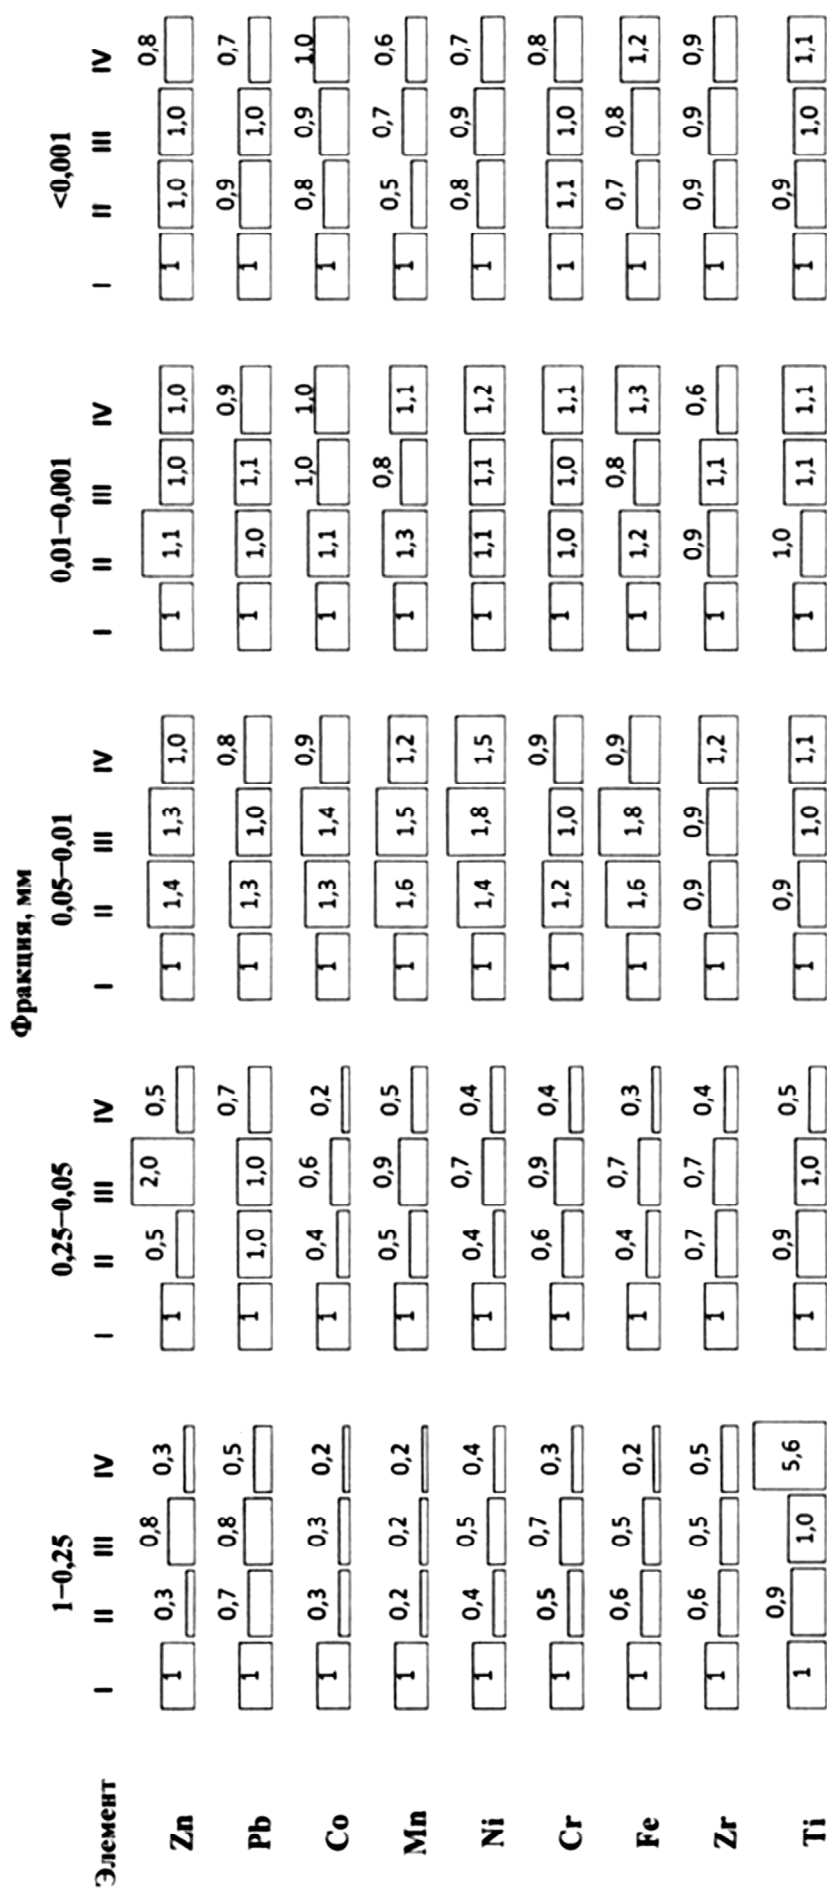 Фракция, мм
1–0,25 0,25–0,05 0,05–0,01 0,01–0,001 <0,001
Элемент I II III IV I II III IV I II III IV I II III IV I II III IV
Zn 1 0,3 0,8 0,3 1 0,5 2,0 0,5 1 1,4 1,3 1,0 1 1,1 1,0 1,0 1 1,0 1,0 0,8
Pb 1 0,7 0,8 0,5 1 1,0 1,0 0,7 1 1,3 1,0 0,8 1 1,0 1,1 0,9 1 0,9 1,0 0,7
Co 1 0,3 0,3 0,2 1 0,4 0,6 0,2 1 1,3 1,4 0,9 1 1,1 1,0 1,0 1 0,8 0,9 1,0
Mn 1 0,2 0,2 0,2 1 0,5 0,9 0,5 1 1,6 1,5 1,2 1 1,3 0,8 1,1 1 0,5 0,7 0,6
Ni 1 0,4 0,5 0,4 1 0,4 0,7 0,4 1 1,4 1,8 1,5 1 1,1 1,1 1,2 1 0,8 0,9 0,7
Cr 1 0,5 0,7 0,3 1 0,6 0,9 0,4 1 1,2 1,0 0,9 1 1,0 1,0 1,1 1 1,1 1,0 0,8
Fe 1 0,6 0,5 0,2 1 0,4 0,7 0,3 1 1,6 1,8 0,9 1 1,2 0,8 1,3 1 0,7 0,8 1,2
Zr 1 0,6 0,5 0,5 1 0,7 0,7 0,4 1 0,9 0,9 1,2 1 0,9 1,1 0,6 1 0,9 0,9 0,9
Ti 1 0,9 1,0 5,6 1 0,9 1,0 0,5 1 0,9 1,0 1,1 1 1,0 1,1 1,1 1 0,9 1,0 1,1